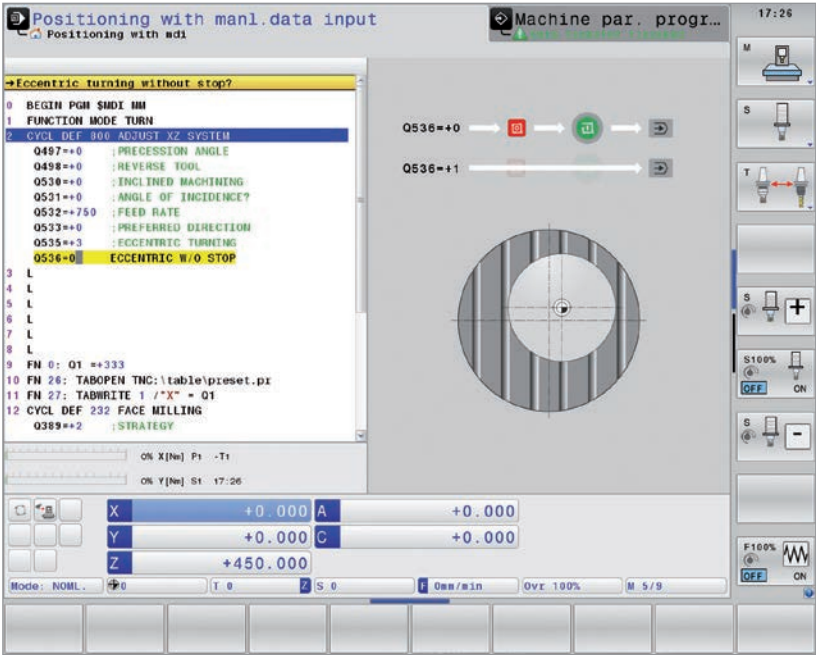 Positioning with manl.data input
Positioning with mdi
Machine par. progr…
17:26
→Eccentric turning without stop?
0 BEGIN PGM $MDI MM
1 FUNCTION MODE TURN
2 CYCL DEF 800 ADJUST XZ SYSTEM
Q497=+0 ;PRECESSION ANGLE
Q498=+0 ;REVERSE TOOL
Q530=+0 ;INCLINED MACHINING
Q531=+0 ;ANGLE OF INCIDENCE?
Q532=+750 ;FEED RATE
Q533=+0 ;PREFERRED DIRECTION
Q535=+3 ;ECCENTRIC TURNING
Q536=0 ECCENTRIC W/O STOP
3 L
4 L
5 L
6 L
7 L
8 L
9 FN 0: Q1 =+333
10 FN 26: TABOPEN TNC:\table\preset.pr
11 FN 27: TABWRITE 1 /"X" = Q1
12 CYCL DEF 232 FACE MILLING
Q389=+2 ;STRATEGY
Q536=+0
Q536=+1
0% X[Nm] P1 -T1
0% Y[Nm] S1 17:26
X +0.000 A +0.000
Y +0.000 C +0.000
Z +450.000
Mode: NOML. 0 T 0 Z S 0 F 0mm/min Ovr 100% M 5/9
M
S
T
S +
S100%
OFF ON
S -
F100%
OFF ON